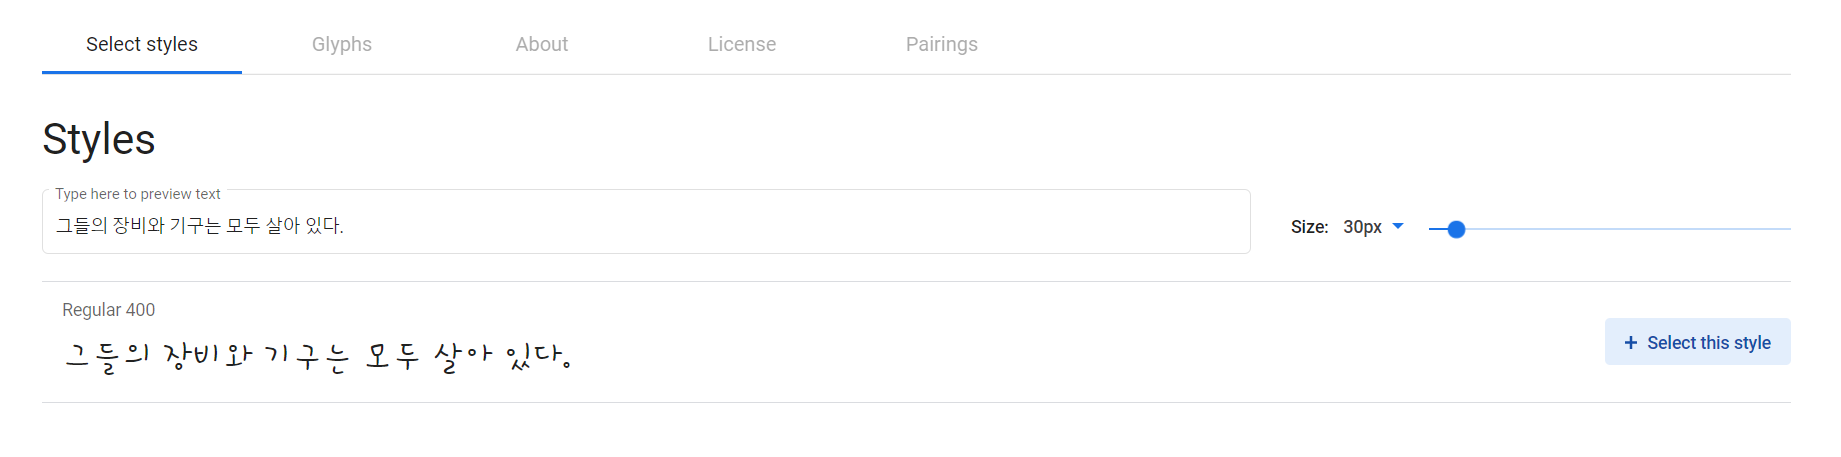 Select styles Glyphs About License Pairings
Styles
Type here to preview text
그들의 장비와 기구는 모두 살아 있다.
Size: 30px
Regular 400
그들의 장비와 기구는 모두 살아 있다.
+ Select this style